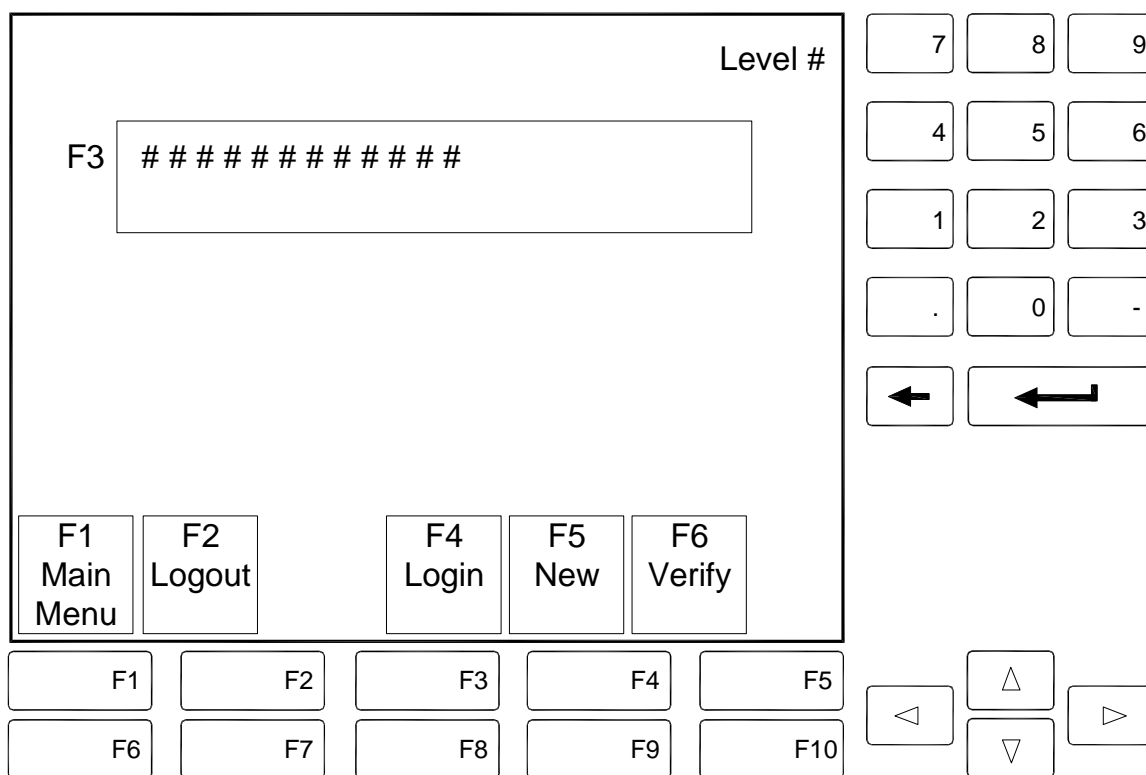 Level #
F3
# # # # # # # # # # # #
F1
Main
Menu
F2
Logout
F4
Login
F5
New
F6
Verify
7
8
9
4
5
6
1
2
3
.
0
-
F1
F2
F3
F4
F5
F6
F7
F8
F9
F10